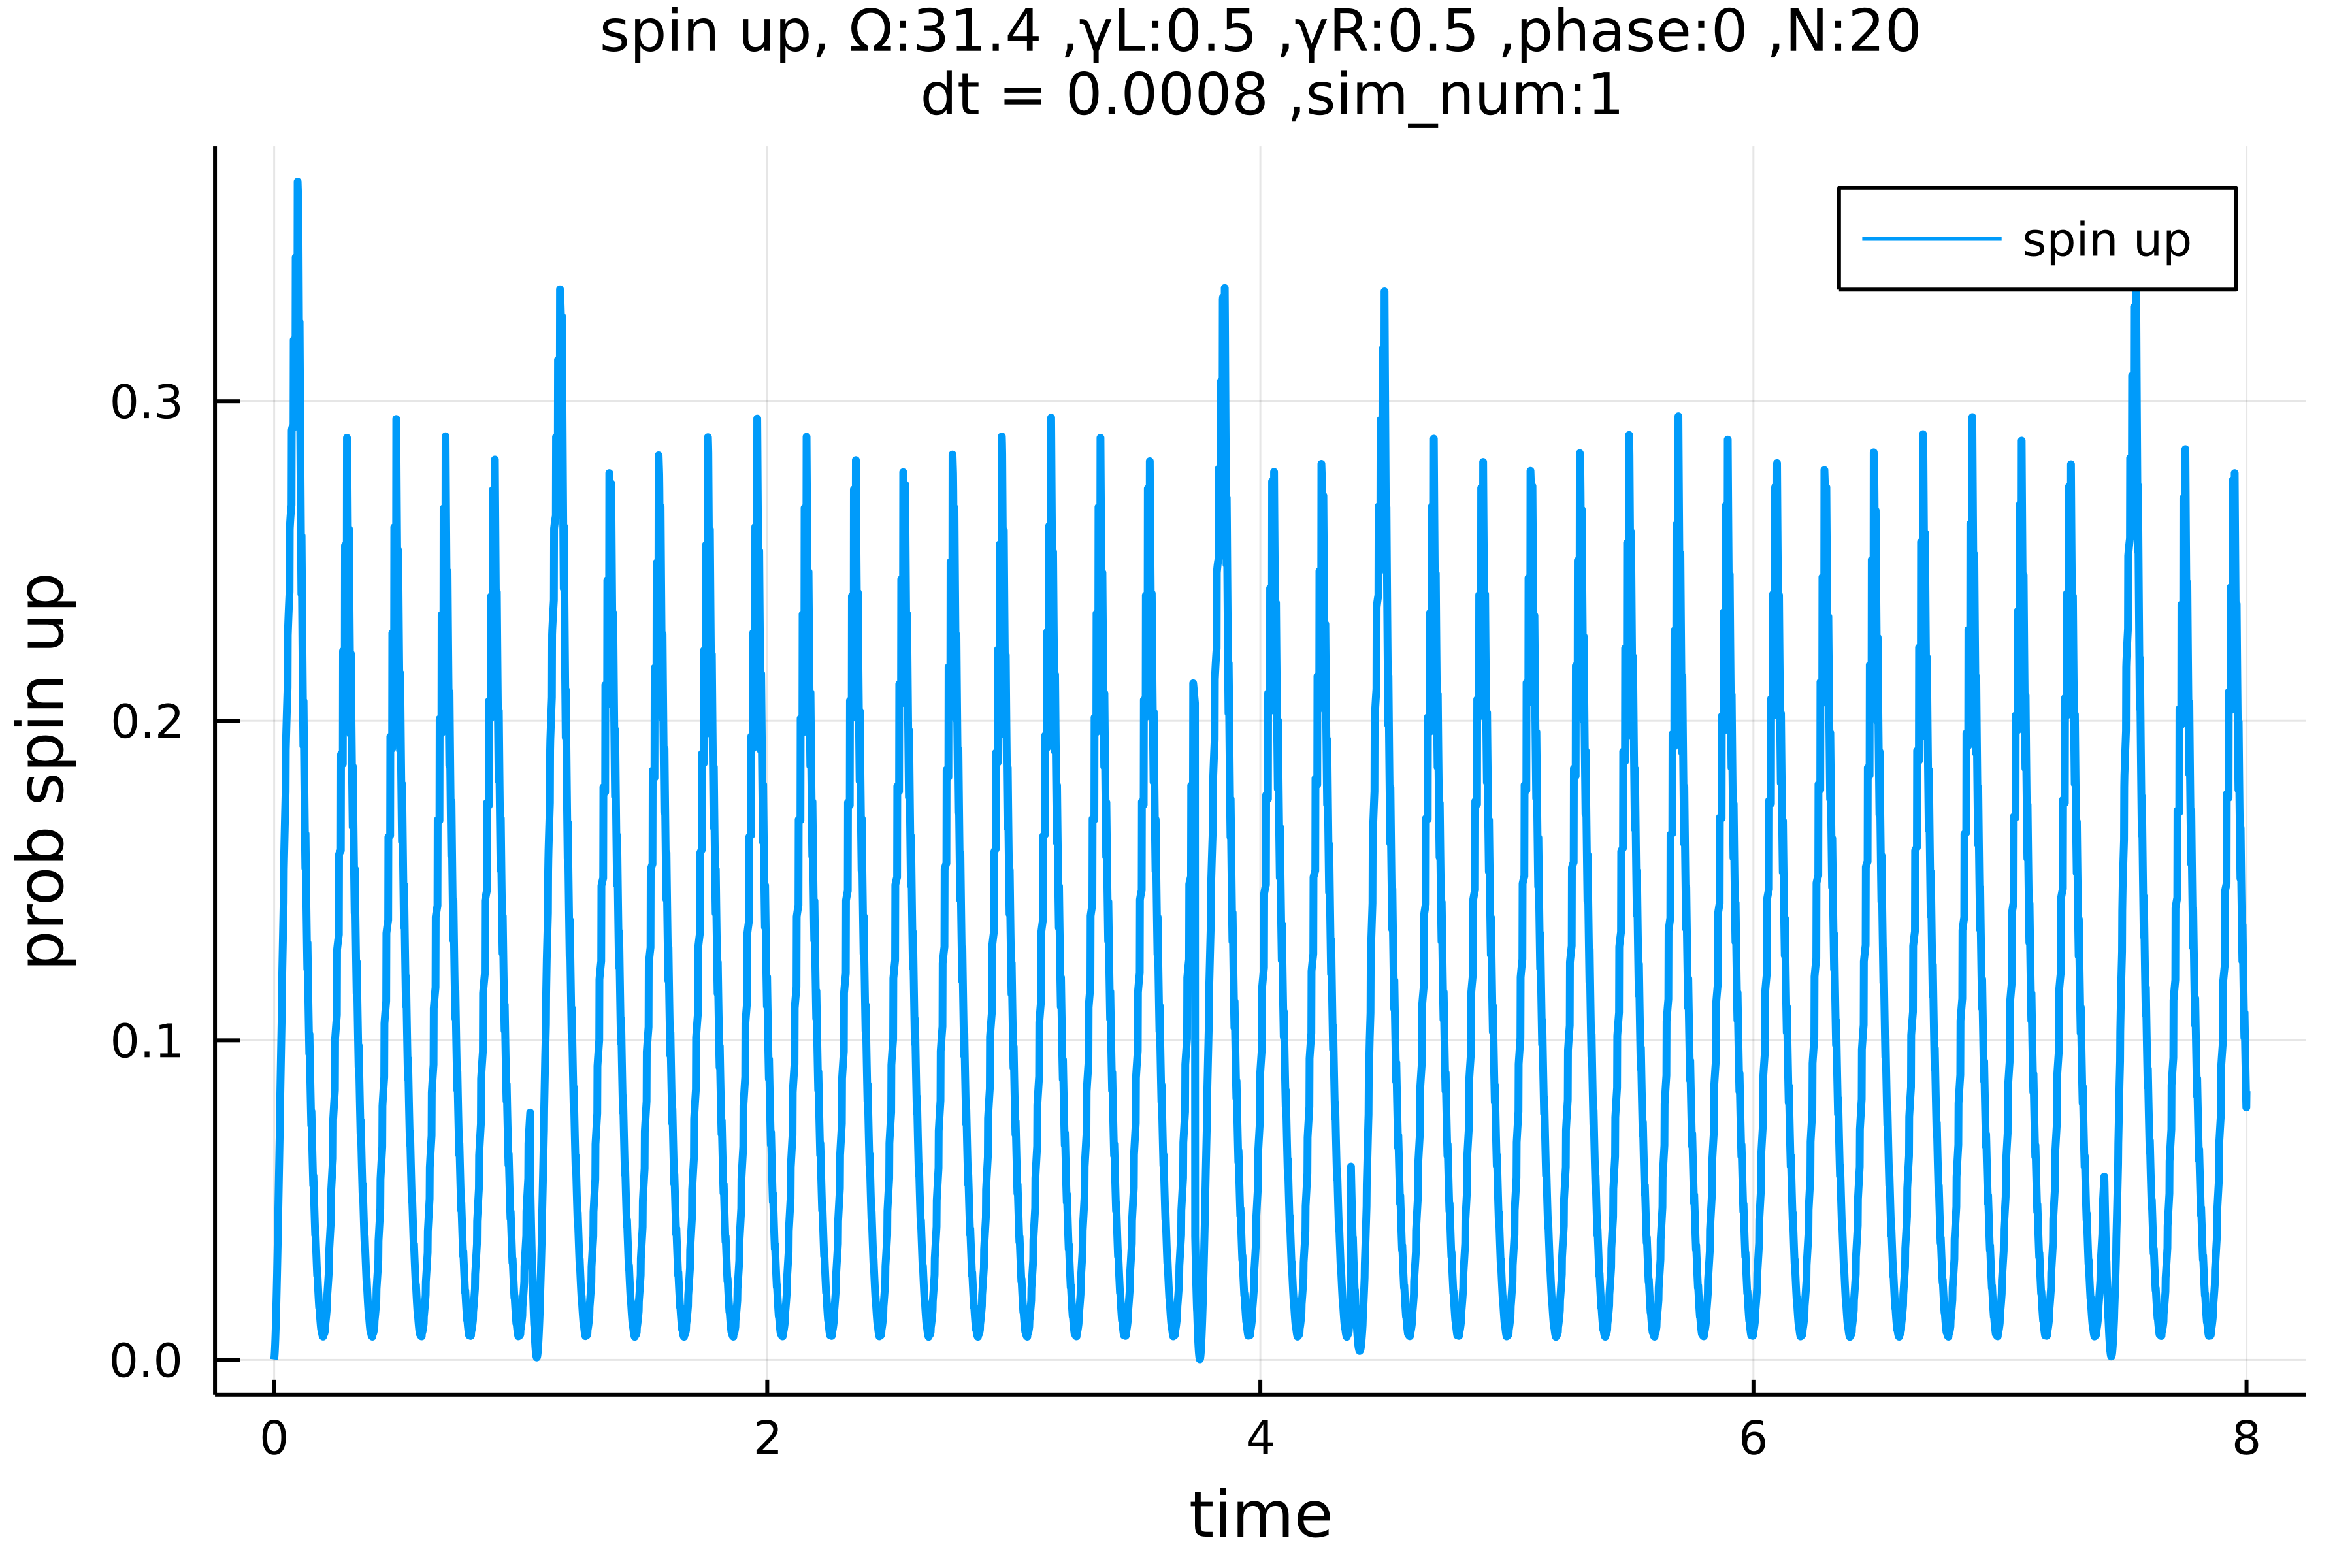 spin up, Ω:31.4 ,γL:0.5 ,γR:0.5 ,phase:0 ,N:20
dt = 0.0008 ,sim_num:1
spin up
prob spin up
0.3
0.2
0.1
0.0
0 2 4 6 8
time